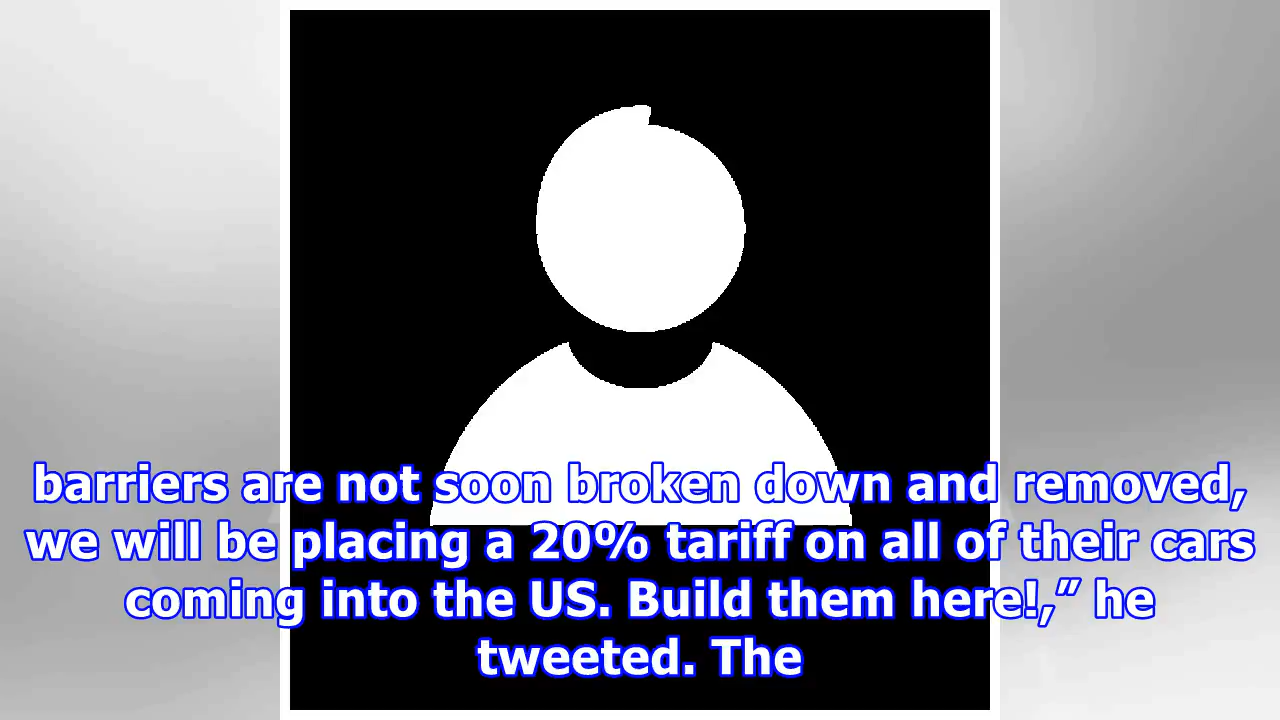 barriers are not soon broken down and removed,
we will be placing a 20% tariff on all of their cars
coming into the US. Build them here!,” he
tweeted. The